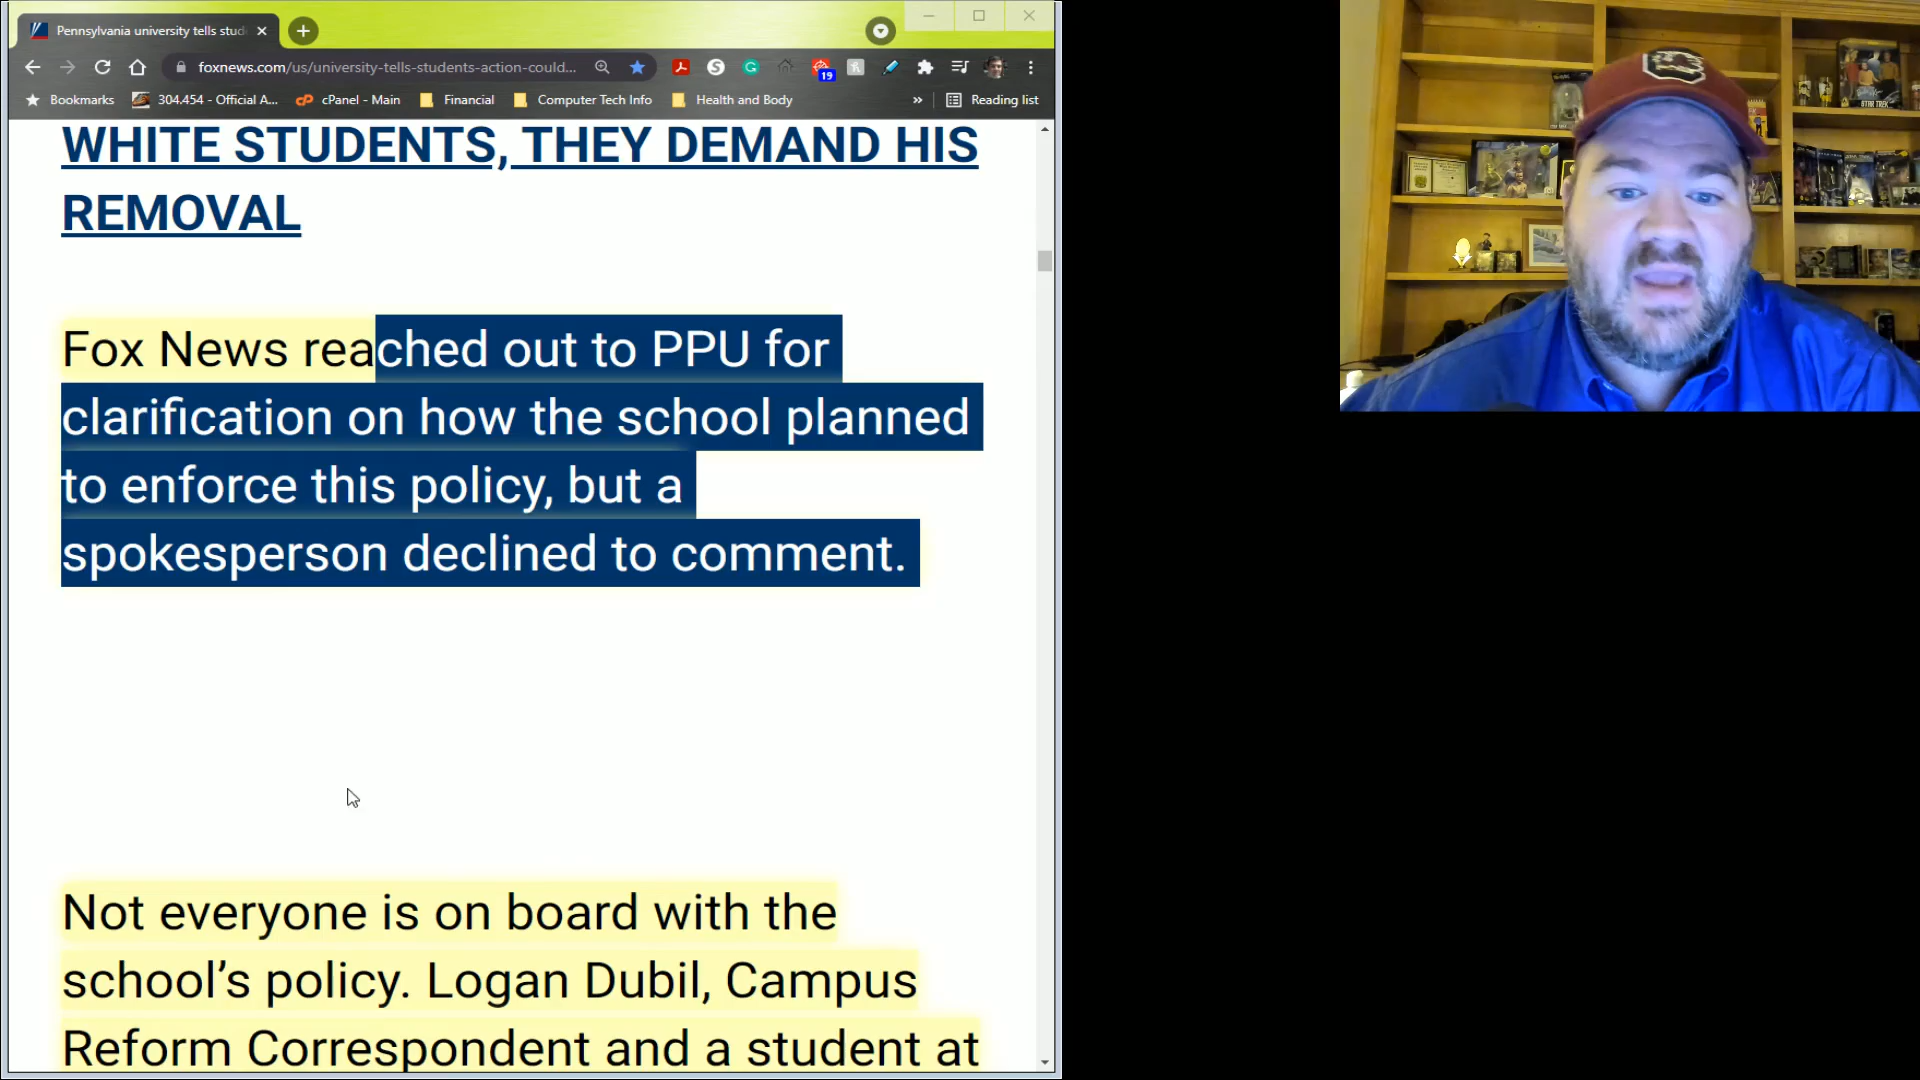 Pennsylvania university tells stud
foxnews.com/us/university-tells-students-action-could...
19
Bookmarks
304.454 - Official A...
cPanel - Main
Financial
Computer Tech Info
Health and Body
»
Reading list
WHITE STUDENTS, THEY DEMAND HIS
REMOVAL
Fox News reached out to PPU for
clarification on how the school planned
to enforce this policy, but a
spokesperson declined to comment.
Not everyone is on board with the
school’s policy. Logan Dubil, Campus
Reform Correspondent and a student at
STAR TREK